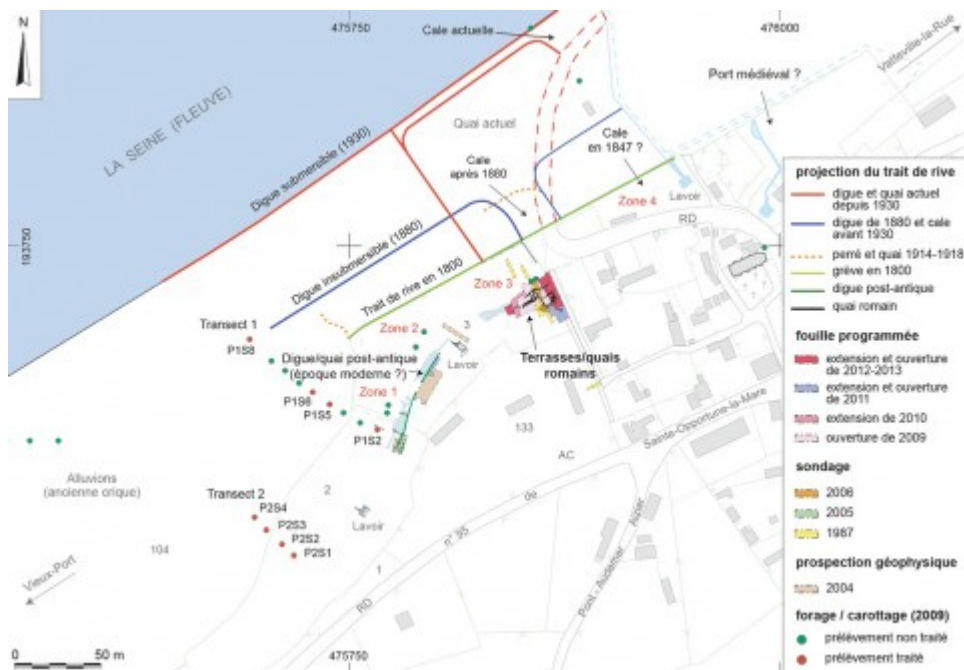 N
475750
476000
Cale actuelle
Valleville-la-Rue
Port médiéval ?
LA SEINE (FLEUVE)
Quai actuel
Digue submersible (1930)
Cale
en 1847 ?
Cale
après 1880
Lavoir
Zone 4
RD
193750
Digue insubmersible (1880)
Trait de rive en 1800
Zone 3
Transect 1
P1S8
Zone 2
3
Lavoir
Terrasses/quais
romains
Digue/quai post-antique
(époque moderne ?)
Zone 1
P1S6
P1S5
P1S2
133
AC
Sainte-Opportune-la-Mare
Alluvions
(ancienne crique)
Transect 2
2
P2S4
P2S3
P2S2
P2S1
Lavoir
104
1
Vieux-Port
RD
n° 95
de
Pont - Audemer
0
50 m
475750
projection du trait de rive
digue et quai actuel
depuis 1930
digue de 1880 et cale
avant 1930
perré et quai 1914-1918
grève en 1800
digue post-antique
quai romain
fouille programmée
extension et ouverture
de 2012-2013
extension et ouverture
de 2011
extension de 2010
ouverture de 2009
sondage
2006
2005
1987
prospection géophysique
2004
forage / carottage (2009)
prélèvement non traité
prélèvement traité